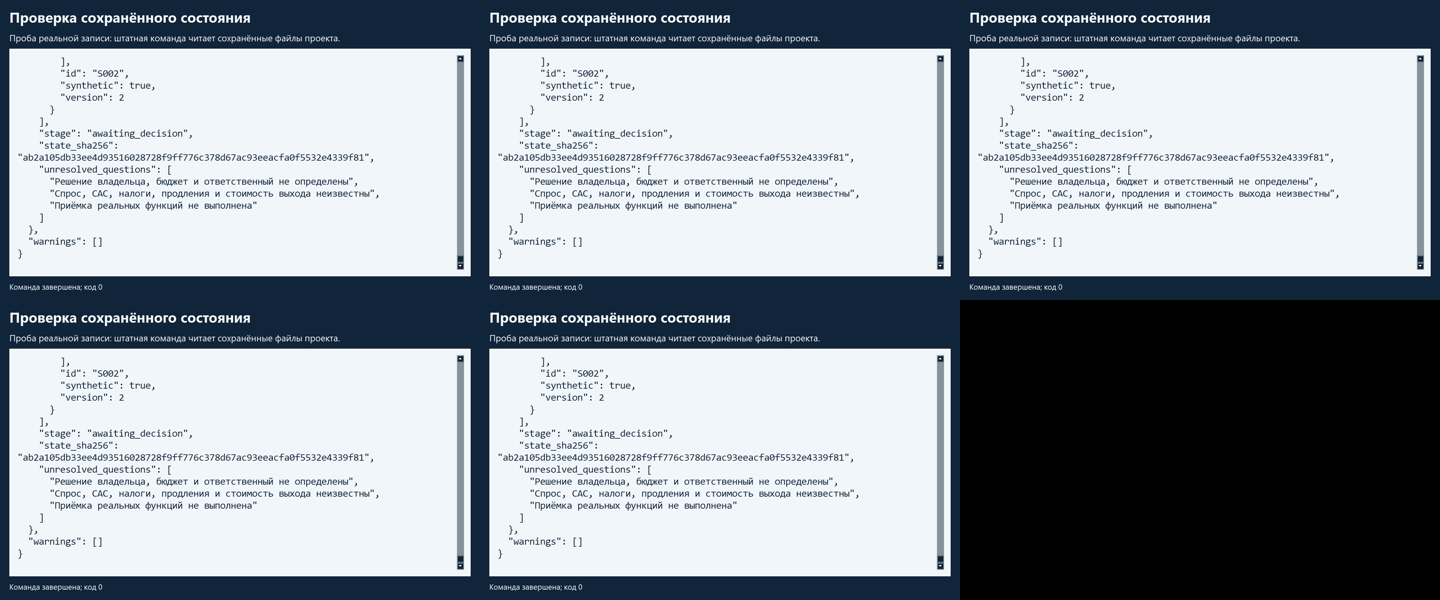 Проверка сохранённого состояния
Проба реальной записи: штатная команда читает сохранённые файлы проекта.
],
"id": "S002",
"synthetic": true,
"version": 2
}
],
"stage": "awaiting_decision",
"state_sha256":
"ab2a105db33ee4d93516028728f9ff776c378d67ac93eeacfa0f5532e4339f81",
"unresolved_questions": [
"Решение владельца, бюджет и ответственный не определены",
"Спрос, CAC, налоги, продления и стоимость выхода неизвестны",
"Приёмка реальных функций не выполнена"
]
},
"warnings": []
}
Команда завершена; код 0
Проверка сохранённого состояния
Проба реальной записи: штатная команда читает сохранённые файлы проекта.
],
"id": "S002",
"synthetic": true,
"version": 2
}
],
"stage": "awaiting_decision",
"state_sha256":
"ab2a105db33ee4d93516028728f9ff776c378d67ac93eeacfa0f5532e4339f81",
"unresolved_questions": [
"Решение владельца, бюджет и ответственный не определены",
"Спрос, CAC, налоги, продления и стоимость выхода неизвестны",
"Приёмка реальных функций не выполнена"
]
},
"warnings": []
}
Команда завершена; код 0
Проверка сохранённого состояния
Проба реальной записи: штатная команда читает сохранённые файлы проекта.
],
"id": "S002",
"synthetic": true,
"version": 2
}
],
"stage": "awaiting_decision",
"state_sha256":
"ab2a105db33ee4d93516028728f9ff776c378d67ac93eeacfa0f5532e4339f81",
"unresolved_questions": [
"Решение владельца, бюджет и ответственный не определены",
"Спрос, CAC, налоги, продления и стоимость выхода неизвестны",
"Приёмка реальных функций не выполнена"
]
},
"warnings": []
}
Команда завершена; код 0
Проверка сохранённого состояния
Проба реальной записи: штатная команда читает сохранённые файлы проекта.
],
"id": "S002",
"synthetic": true,
"version": 2
}
],
"stage": "awaiting_decision",
"state_sha256":
"ab2a105db33ee4d93516028728f9ff776c378d67ac93eeacfa0f5532e4339f81",
"unresolved_questions": [
"Решение владельца, бюджет и ответственный не определены",
"Спрос, CAC, налоги, продления и стоимость выхода неизвестны",
"Приёмка реальных функций не выполнена"
]
},
"warnings": []
}
Команда завершена; код 0
Проверка сохранённого состояния
Проба реальной записи: штатная команда читает сохранённые файлы проекта.
],
"id": "S002",
"synthetic": true,
"version": 2
}
],
"stage": "awaiting_decision",
"state_sha256":
"ab2a105db33ee4d93516028728f9ff776c378d67ac93eeacfa0f5532e4339f81",
"unresolved_questions": [
"Решение владельца, бюджет и ответственный не определены",
"Спрос, CAC, налоги, продления и стоимость выхода неизвестны",
"Приёмка реальных функций не выполнена"
]
},
"warnings": []
}
Команда завершена; код 0